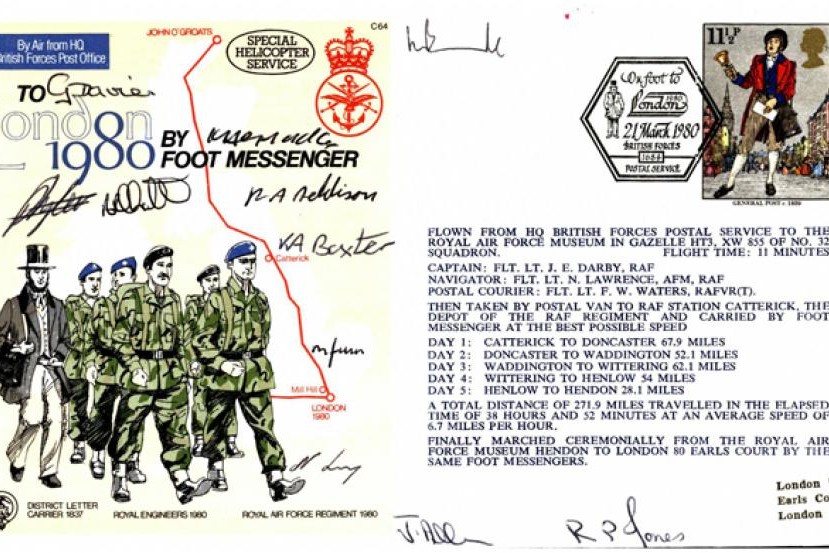 C64
By Air from HQ
British Forces Post Office
JOHN O'GROATS
SPECIAL
HELICOPTER
SERVICE
TO
London
1980 BY
FOOT MESSENGER
R A Addison
K A Baxter
Catterick
Mill Hill
LONDON
1980
DISTRICT LETTER
CARRIER 1837
ROYAL ENGINEERS 1980
ROYAL AIR FORCE REGIMENT 1980
On foot to
1980
London
21 March 1980
BRITISH FORCES
1688
POSTAL SERVICE
11½p
GENERAL POST c 1839
FLOWN FROM HQ BRITISH FORCES POSTAL SERVICE TO THE
ROYAL AIR FORCE MUSEUM IN GAZELLE HT3, XW 855 OF NO. 32
SQUADRON. FLIGHT TIME: 11 MINUTES
CAPTAIN: FLT. LT, J. E. DARBY, RAF
NAVIGATOR: FLT. LT N. LAWRENCE, AFM, RAF
POSTAL COURIER: FLT. LT F. W. WATERS, RAFVR(T).
THEN TAKEN BY POSTAL VAN TO RAF STATION CATTERICK, THE
DEPOT OF THE RAF REGIMENT AND CARRIED BY FOOT
MESSENGER AT THE BEST POSSIBLE SPEED
DAY 1: CATTERICK TO DONCASTER 67.9 MILES
DAY 2: DONCASTER TO WADDINGTON 52.1 MILES
DAY 3: WADDINGTON TO WITTERING 62.1 MILES
DAY 4: WITTERING TO HENLOW 54 MILES
DAY 5: HENLOW TO HENDON 28.1 MILES
A TOTAL DISTANCE OF 271.9 MILES TRAVELLED IN THE ELAPSED
TIME OF 38 HOURS AND 52 MINUTES AT AN AVERAGE SPEED OF
6.7 MILES PER HOUR.
FINALLY MARCHED CEREMONIALLY FROM THE ROYAL AIR
FORCE MUSEUM HENDON TO LONDON 80 EARLS COURT BY THE
SAME FOOT MESSENGERS.
London
Earls Co
London
R P Jones